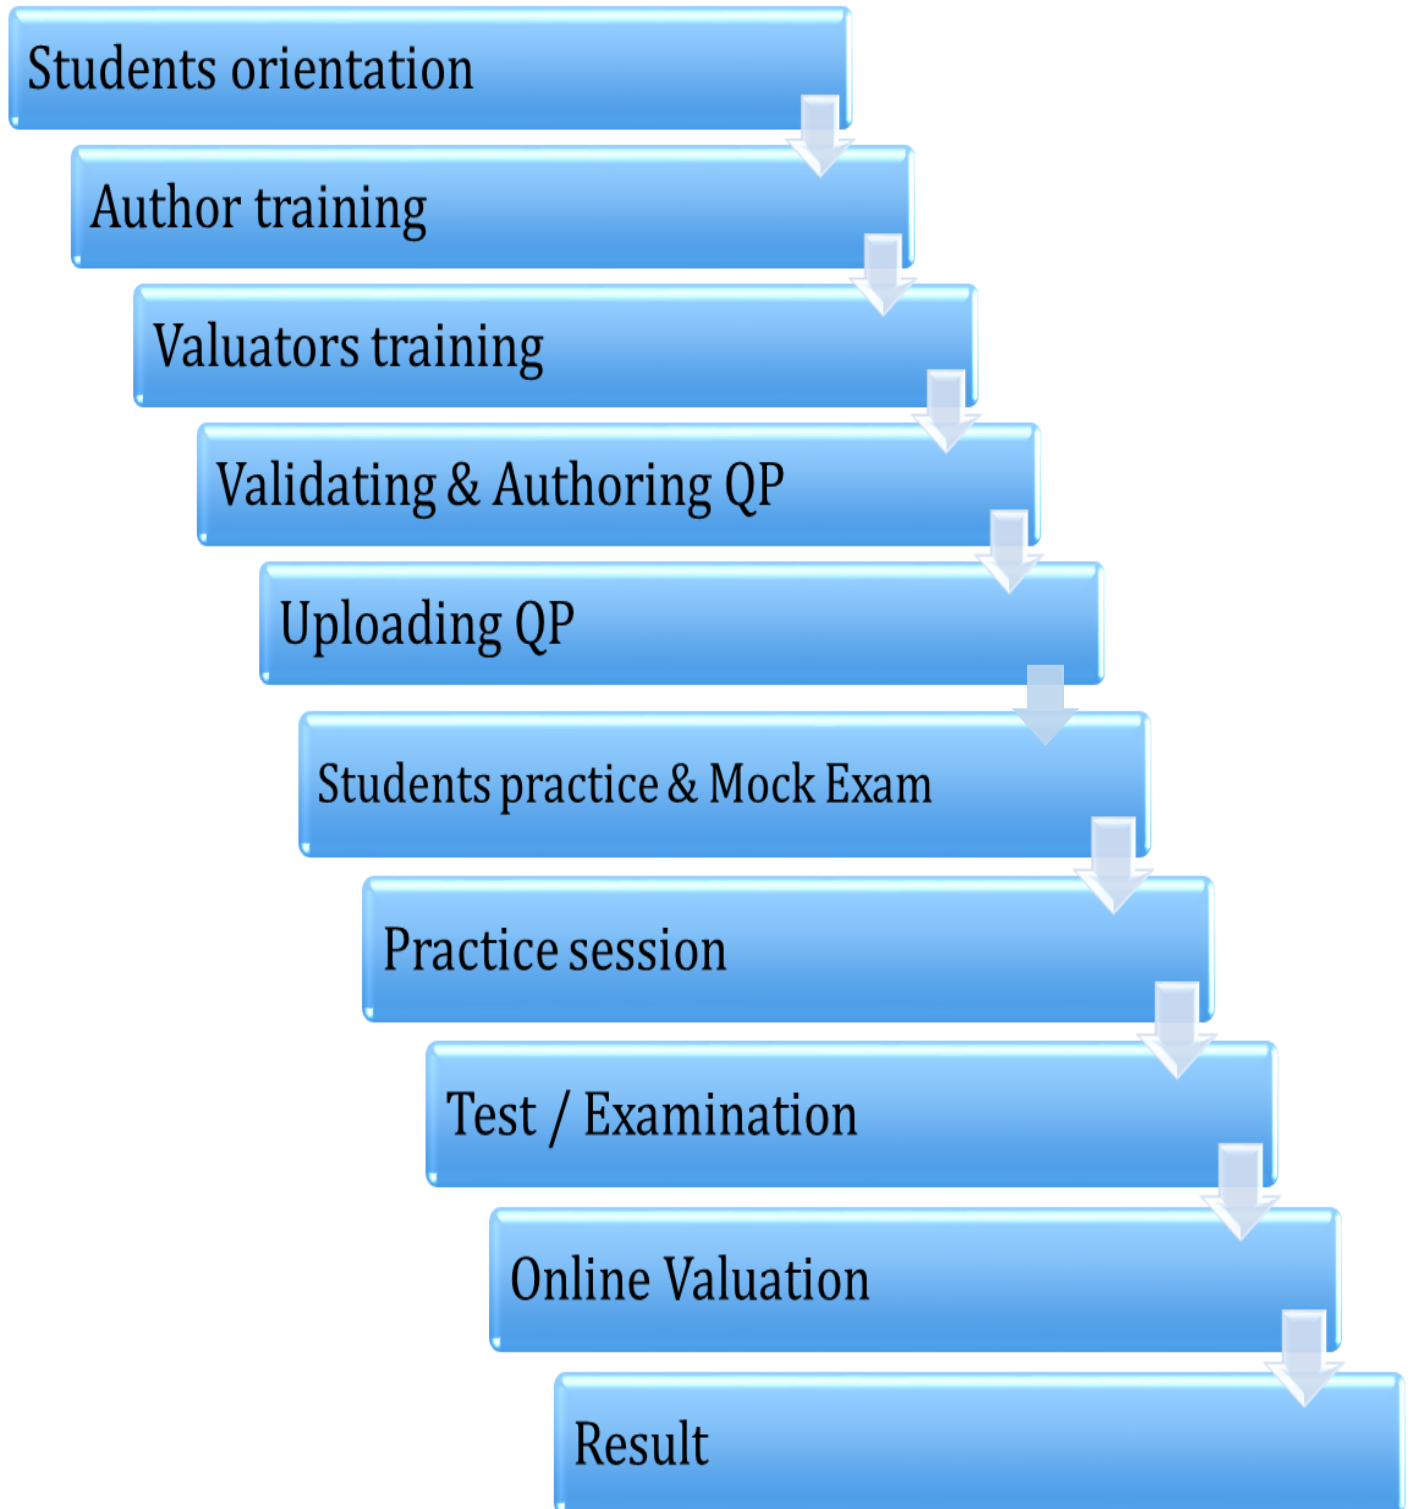 Students orientation
Author training
Valuators training
Validating & Authoring QP
Uploading QP
Students practice & Mock Exam
Practice session
Test / Examination
Online Valuation
Result